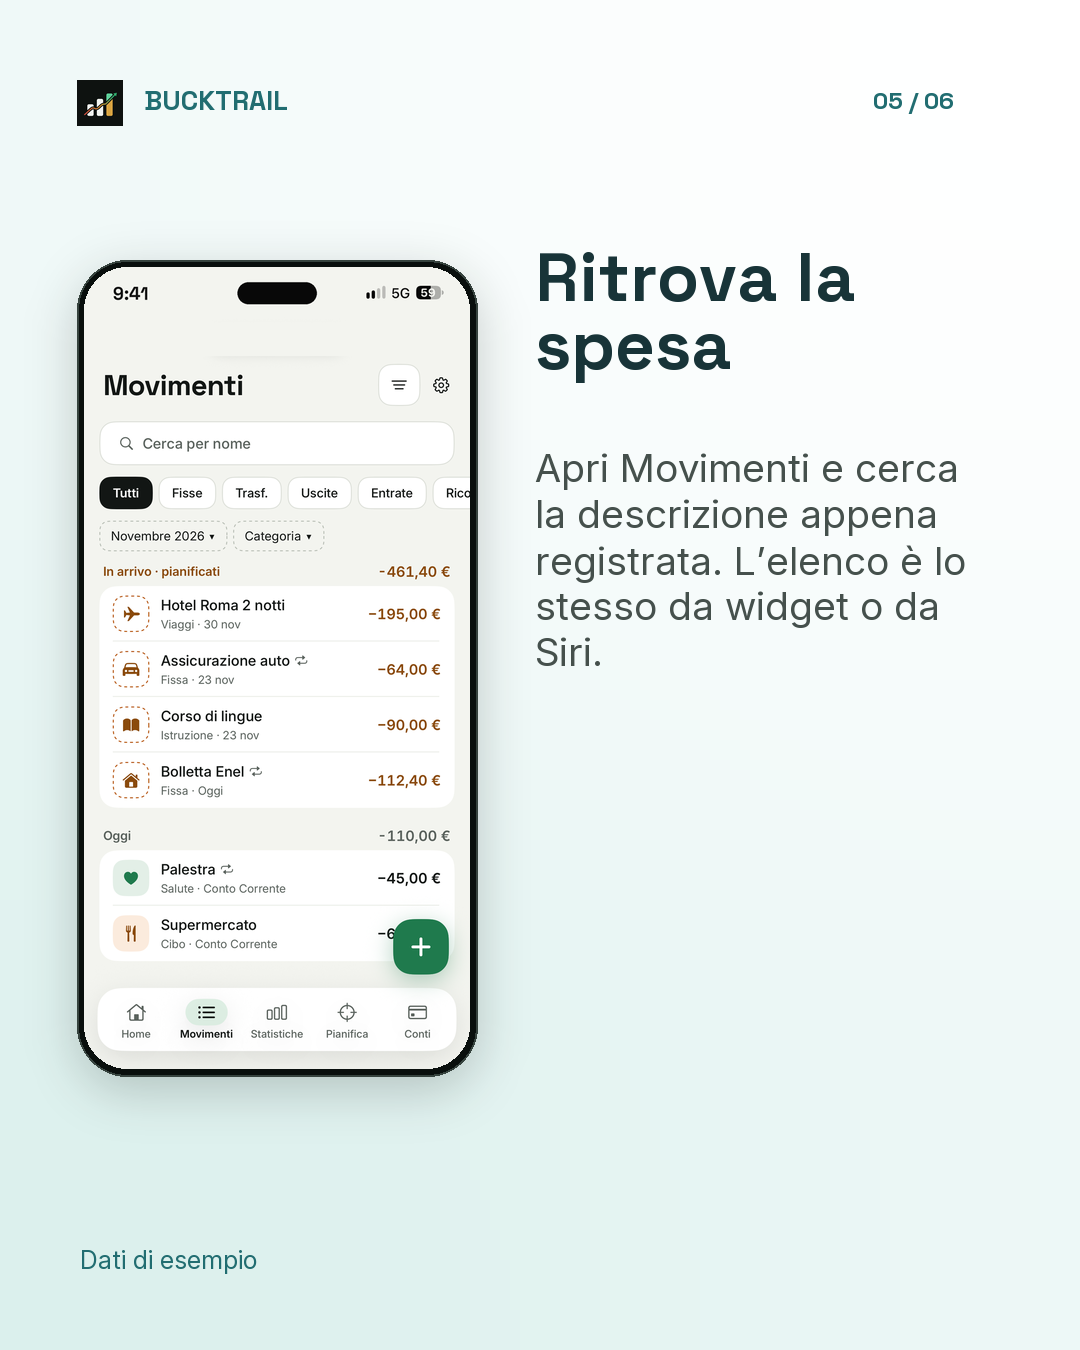 BUCKTRAIL
05 / 06
9:41
5G
59
Movimenti
Cerca per nome
Tutti Fisse Trasf. Uscite Entrate
Novembre 2026 ▾ Categoria ▾
In arrivo · pianificati -461,40 €
Hotel Roma 2 notti −195,00 €
Viaggi · 30 nov
Assicurazione auto −64,00 €
Fissa · 23 nov
Corso di lingue −90,00 €
Istruzione · 23 nov
Bolletta Enel −112,40 €
Fissa · Oggi
Oggi -110,00 €
Palestra −45,00 €
Salute · Conto Corrente
Supermercato
Cibo · Conto Corrente
Home Movimenti Statistiche Pianifica Conti
Ritrova la
spesa
Apri Movimenti e cerca
la descrizione appena
registrata. L’elenco è lo
stesso da widget o da
Siri.
Dati di esempio